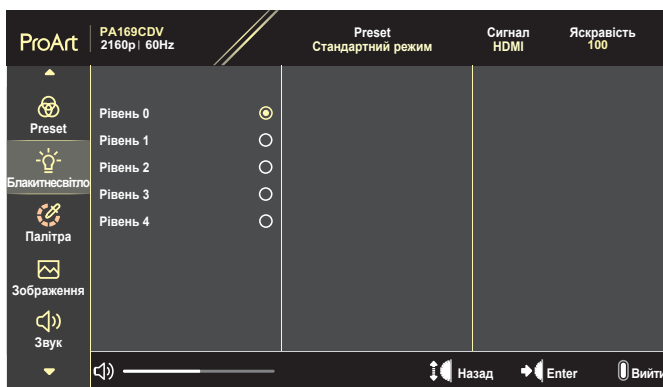 ProArt
PA169CDV
2160p | 60Hz
Preset
Стандартний режим
Сигнал
HDMI
Яскравість
100
Preset
Блакитнесвітло
Палітра
Зображення
Звук
Рівень 0
Рівень 1
Рівень 2
Рівень 3
Рівень 4
Назад
Enter
Вийти